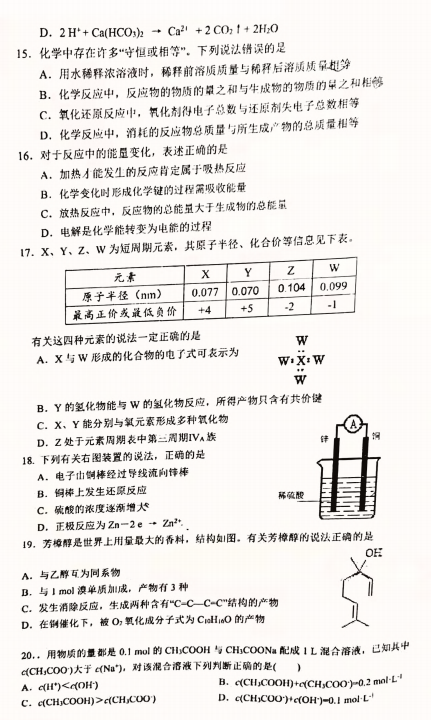 D. 2 H⁺ + Ca(HCO₃)₂ → Ca²⁺ + 2 CO₂↑ + 2H₂O
15. 化学中存在许多“守恒或相等”。下列说法错误的是
A. 用水稀释浓溶液时，稀释前溶质质量与稀释后溶质质量相等
B. 化学反应中，反应物的物质的量之和与生成物的物质的量之和相等
C. 氧化还原反应中，氧化剂得电子总数与还原剂失电子总数相等
D. 化学反应中，消耗的反应物总质量与所生成产物的总质量相等
16. 对于反应中的能量变化，表述正确的是
A. 加热才能发生的反应肯定属于吸热反应
B. 化学变化时形成化学键的过程需吸收能量
C. 放热反应中，反应物的总能量大于生成物的总能量
D. 电解是化学能转变为电能的过程
17. X、Y、Z、W 为短周期元素，其原子半径、化合价等信息见下表。
元素 X Y Z W
原子半径（nm） 0.077 0.070 0.104 0.099
最高正价或最低负价 +4 +5 -2 -1
有关这四种元素的说法一定正确的是
A. X 与 W 形成的化合物的电子式可表示为
W
W:X:W
W
B. Y 的氢化物能与 W 的氢化物反应，所得产物只含有共价键
C. X、Y 能分别与氧元素形成多种氧化物
D. Z 处于元素周期表中第三周期IVA 族
18. 下列有关右图装置的说法，正确的是
A. 电子由铜棒经过导线流向锌棒
B. 铜棒上发生还原反应
C. 硫酸的浓度逐渐增大
D. 正极反应为 Zn－2 e → Zn²⁺
A
锌
铜
稀硫酸
19. 芳樟醇是世界上用量最大的香料，结构如图。有关芳樟醇的说法正确的是
OH
A. 与乙醇互为同系物
B. 与 1 mol 溴单质加成，产物有 3 种
C. 发生消除反应，生成两种含有“C=C—C=C”结构的产物
D. 在铜催化下，被 O₂ 氧化成分子式为 C₁₀H₁₆O 的产物
20.. 用物质的量都是 0.1 mol 的 CH₃COOH 与 CH₃COONa 配成 1 L 混合溶液，已知其中
c(CH₃COO⁻)大于 c(Na⁺)，对该混合溶液下列判断正确的是( )
A. c(H⁺)<c(OH⁻)
B. c(CH₃COOH)+c(CH₃COO⁻)=0.2 mol·L⁻¹
C. c(CH₃COOH)>c(CH₃COO⁻)
D. c(CH₃COO⁻)+c(OH⁻)=0.1 mol·L⁻¹